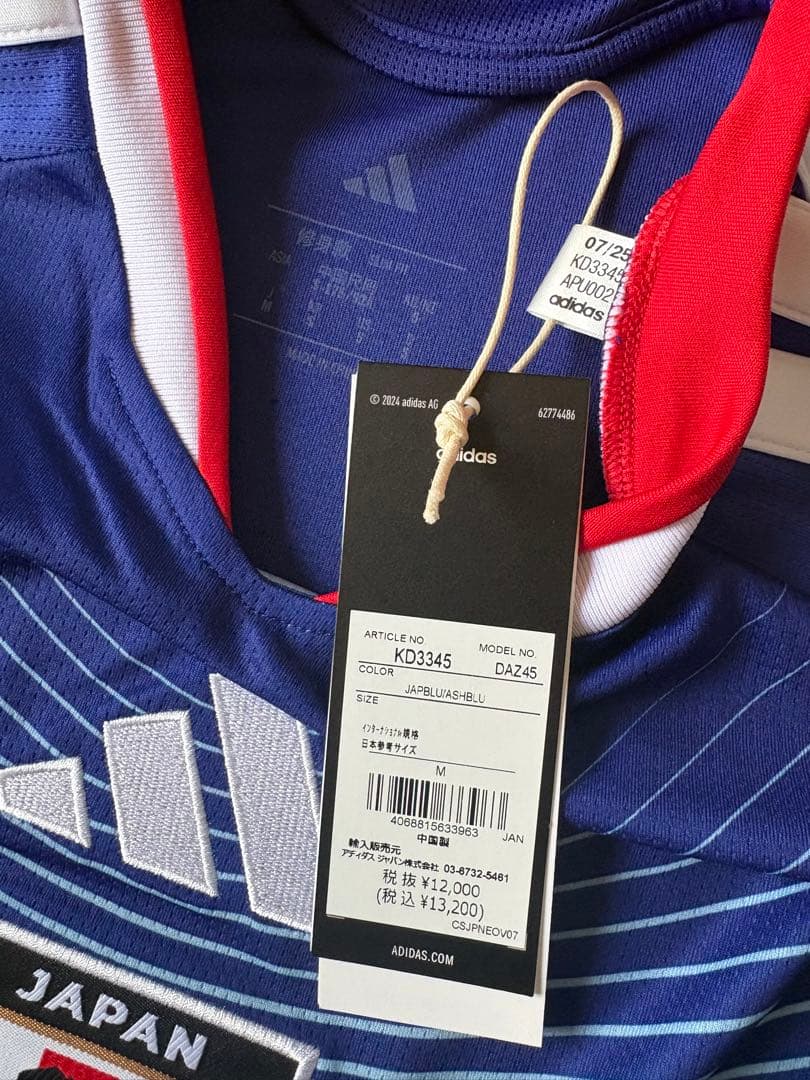 07/25
KD3345
APU002
adidas
© 2024 adidas AG
62774486
adidas
ARTICLE NO.
KD3345
MODEL NO.
DAZ45
COLOR
JAPBLU/ASHBLU
SIZE
インターナショナル規格
日本参考サイズ
M
4068815633963
JAN
中国製
輸入販売元
アディダス ジャパン株式会社 03-6732-5461
税抜 ¥12,000
(税込 ¥13,200)
CSJPNEOV07
ADIDAS.COM
JAPAN